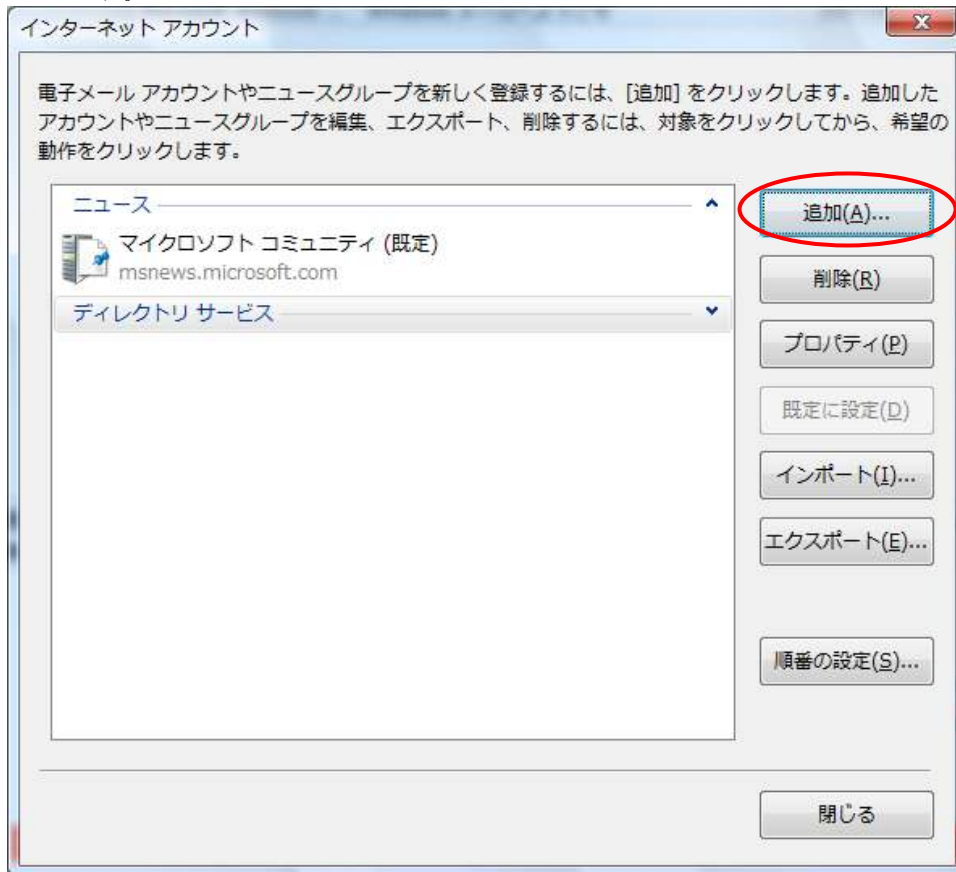 インターネット アカウント
電子メール アカウントやニュースグループを新しく登録するには、[追加] をクリックします。追加した
アカウントやニュースグループを編集、エクスポート、削除するには、対象をクリックしてから、希望の
動作をクリックします。
ニュース
マイクロソフト コミュニティ (既定)
msnews.microsoft.com
ディレクトリ サービス
追加(A)...
削除(R)
プロパティ(P)
既定に設定(D)
インポート(I)...
エクスポート(E)...
順番の設定(S)...
閉じる